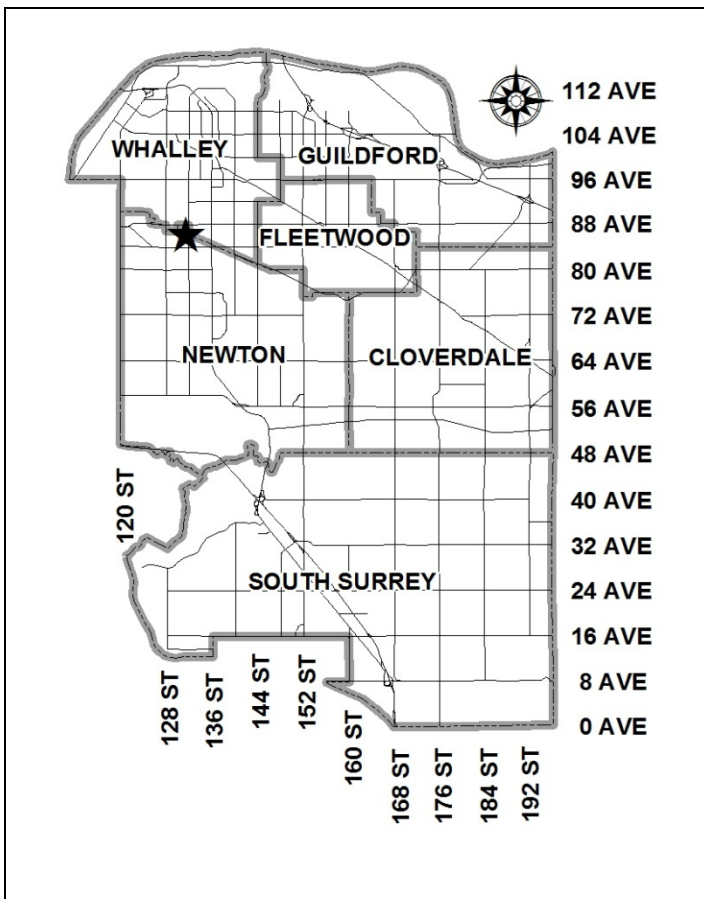 112 AVE
104 AVE
WHALLEY
GUILDFORD
96 AVE
88 AVE
FLEETWOOD
80 AVE
72 AVE
NEWTON
CLOVERDALE
64 AVE
56 AVE
48 AVE
120 ST
40 AVE
32 AVE
SOUTH SURREY
24 AVE
16 AVE
8 AVE
0 AVE
128 ST
136 ST
144 ST
152 ST
160 ST
168 ST
176 ST
184 ST
192 ST